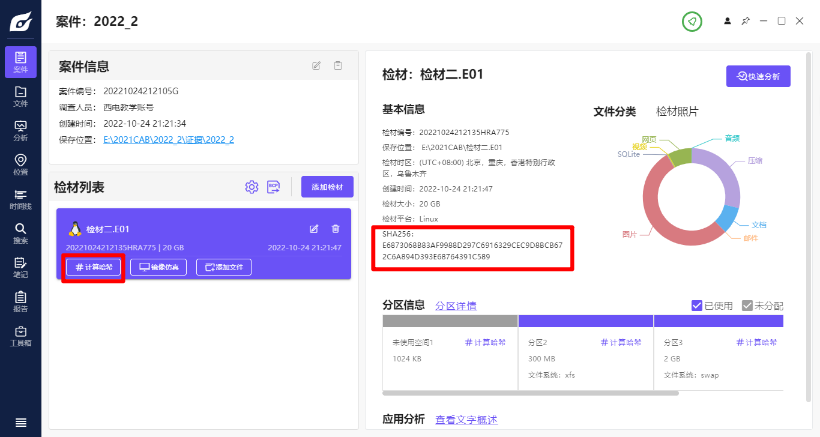 案件：2022_2
案件
文件
分析
位置
时间线
搜索
笔记
报告
工具箱
案件信息
案件编号： 20221024212105G
调查人员： 西电教学账号
创建时间： 2022-10-24 21:21:34
保存位置： E:\2021CAB\2022_2\证据\2022_2
检材列表
添加检材
检材二.E01
20221024212135HRA775 | 20 GB
2022-10-24 21:21:47
计算哈希
镜像仿真
添加文件
检材：检材二.E01
快速分析
基本信息
检材编号：20221024212135HRA775
保存位置： E:\2021CAB\检材二.E01
检材时区：(UTC+08:00) 北京，重庆，香港特别行政
区，乌鲁木齐
创建时间：2022-10-24 21:21:47
检材大小：20 GB
检材平台：Linux
SHA256：
E6873068B83AF9988D297C6916329CEC9D8BCB67
2C6A894D393E68764391C589
文件分类
检材照片
网页
音频
视频
SQLite
压缩
图片
文档
邮件
分区信息
分区详情
已使用
未分配
未使用空间1
计算哈希
1024 KB
分区2
计算哈希
300 MB
文件系统：xfs
分区3
计算哈希
2 GB
文件系统：swap
应用分析
查看文字概述